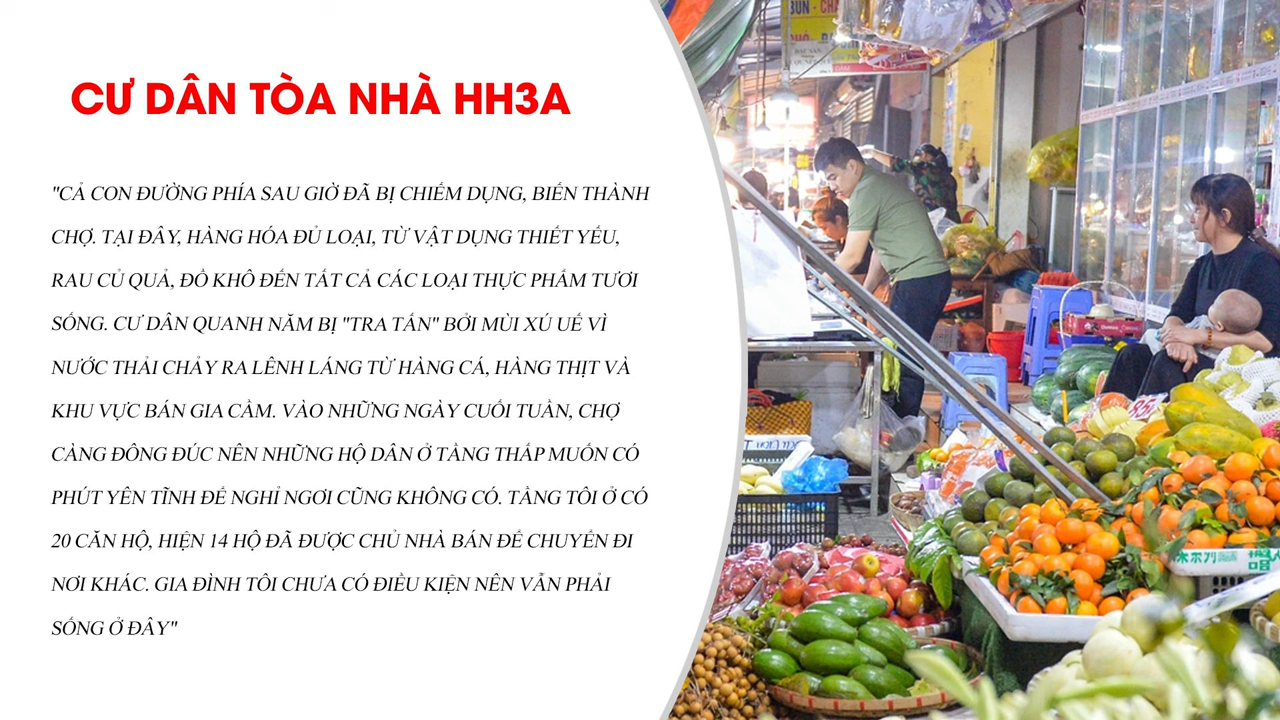 CƯ DÂN TÒA NHÀ HH3A
"CẢ CON ĐƯỜNG PHÍA SAU GIỜ ĐÃ BỊ CHIẾM DỤNG, BIẾN THÀNH
CHỢ. TẠI ĐÂY, HÀNG HÓA ĐỦ LOẠI, TỪ VẬT DỤNG THIẾT YẾU,
RAU CỦ QUẢ, ĐỒ KHÔ ĐẾN TẤT CẢ CÁC LOẠI THỰC PHẨM TƯƠI
SỐNG. CƯ DÂN QUANH NĂM BỊ "TRA TẤN" BỞI MÙI XÚ UẾ VÌ
NƯỚC THAI CHẢY RA LÊNH LÁNG TỪ HÀNG CÁ, HÀNG THỊT VÀ
KHU VỰC BÁN GIA CẦM. VÀO NHỮNG NGÀY CUỐI TUẦN, CHỢ
CÀNG ĐÔNG ĐÚC NÊN NHỮNG HỘ DÂN Ở TẦNG THẤP MUỐN CÓ
PHÚT YÊN TĨNH ĐỂ NGHỈ NGƠI CŨNG KHÔNG CÓ. TẦNG TÔI Ở CÓ
20 CĂN HỘ, HIỆN 14 HỘ ĐÃ ĐƯỢC CHỦ NHÀ BÁN ĐỂ CHUYỂN ĐI
NƠI KHÁC. GIA ĐÌNH TÔI CHƯA CÓ ĐIỀU KIỆN NÊN VẪN PHẢI
SỐNG Ở ĐÂY"
BÚN - CHẢ
85k